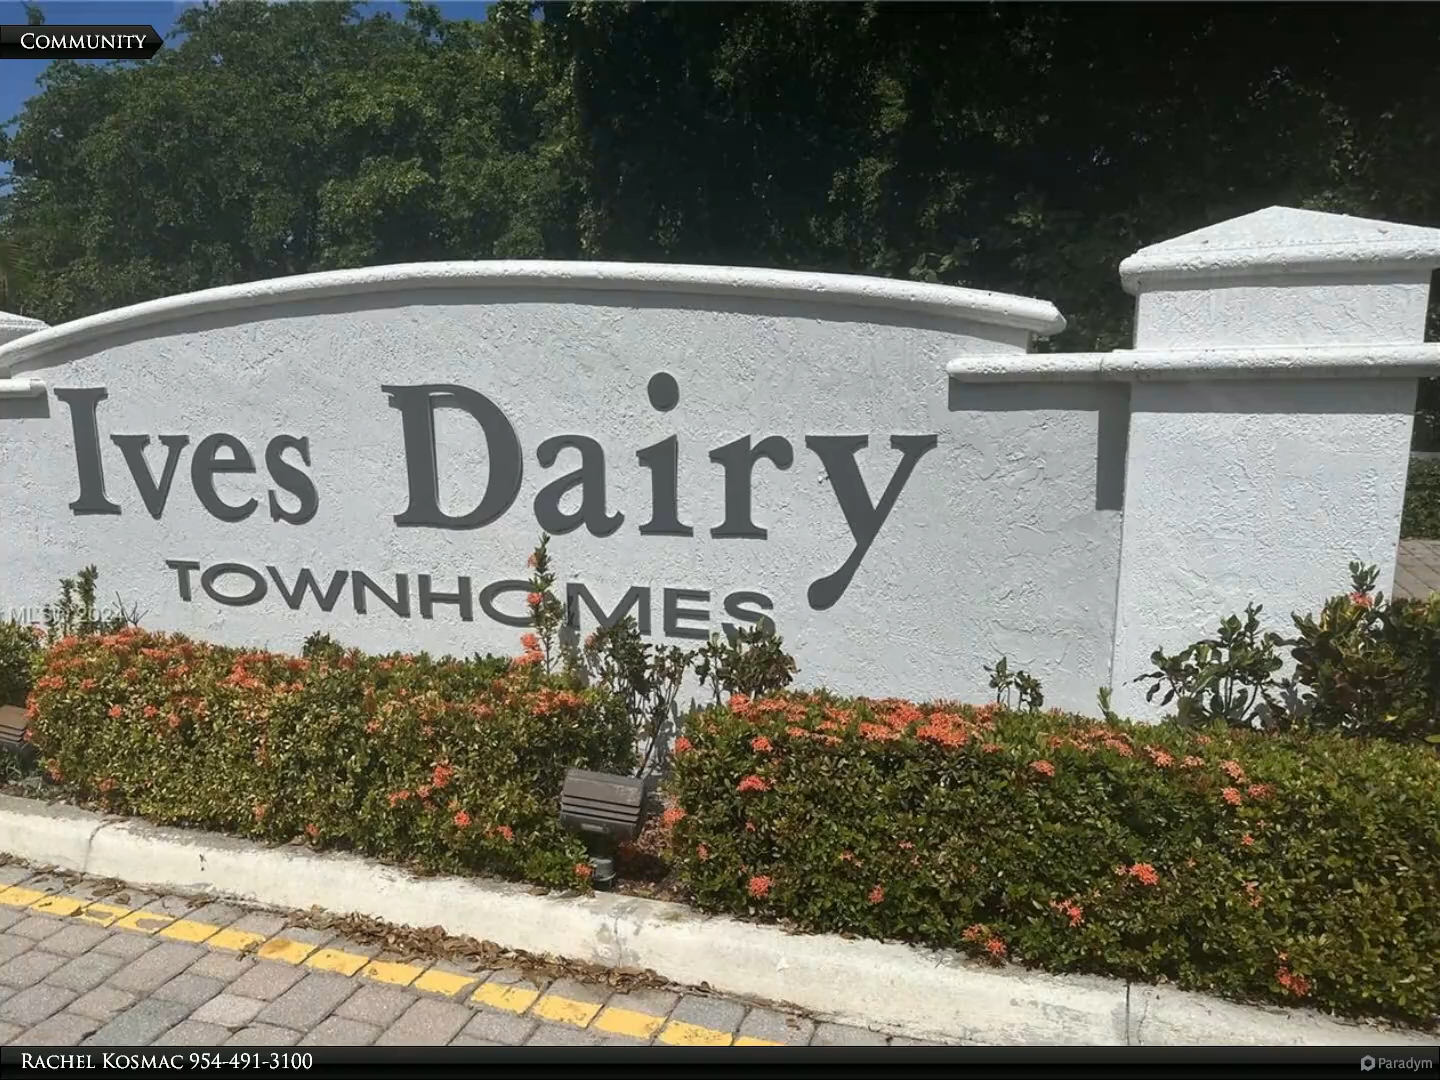 Community
Ives Dairy
TOWNHOMES
Rachel Kosmac 954-491-3100
Paradym